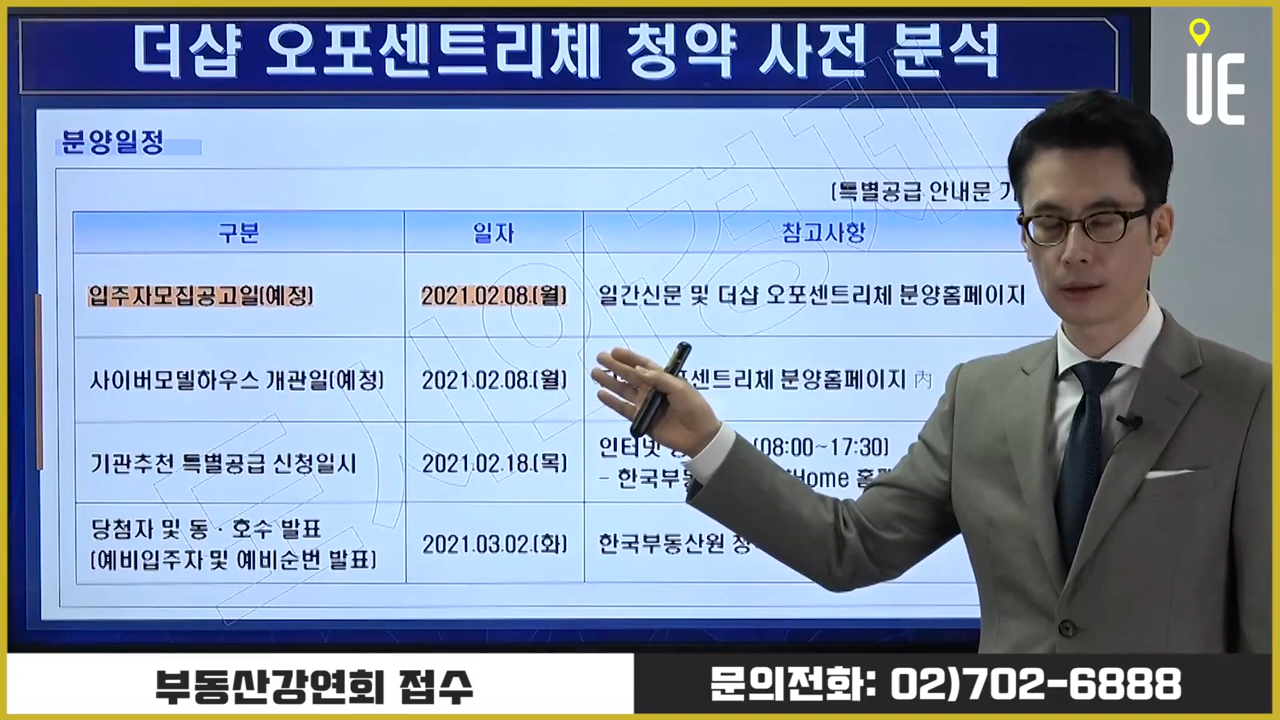 더샵 오포센트리체 청약 사전 분석
UE
분양일정
(특별공급 안내문
구분 일자 참고사항
입주자모집공고일(예정) 2021.02.08.(월) 일간신문 및 더샵 오포센트리체 분양홈페이지
사이버모델하우스 개관일(예정) 2021.02.08.(월) 분양홈페이지 內
기관추천 특별공급 신청일시 2021.02.18.(목) 인터넷 (08:00~17:30)
- 한국부동
당첨자 및 동·호수 발표
(예비입주자 및 예비순번 발표) 2021.03.02.(화) 한국부동산원
도시와경제
부동산강연회 접수
문의전화: 02)702-6888